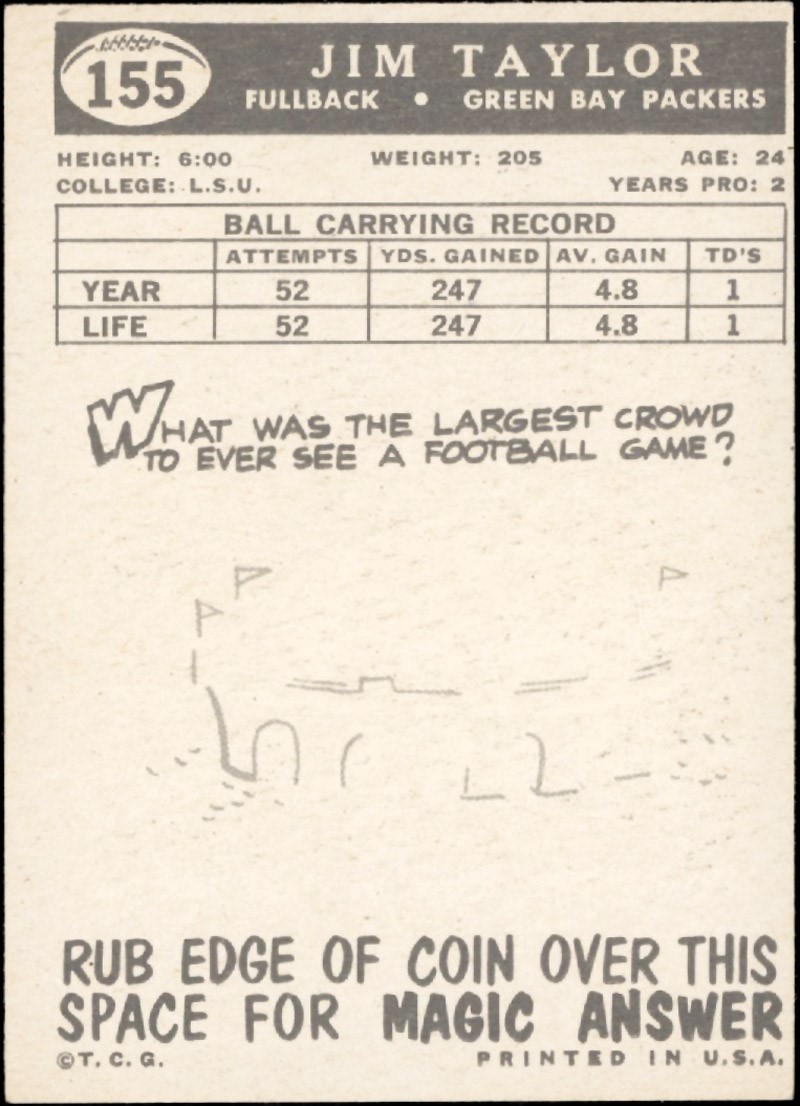 155
JIM TAYLOR
FULLBACK • GREEN BAY PACKERS
HEIGHT: 6:00 WEIGHT: 205 AGE: 24
COLLEGE: L.S.U. YEARS PRO: 2
BALL CARRYING RECORD
ATTEMPTS YDS. GAINED AV. GAIN TD'S
YEAR 52 247 4.8 1
LIFE 52 247 4.8 1
WHAT WAS THE LARGEST CROWD
TO EVER SEE A FOOTBALL GAME?
RUB EDGE OF COIN OVER THIS
SPACE FOR MAGIC ANSWER
©T.C.G. PRINTED IN U.S.A.